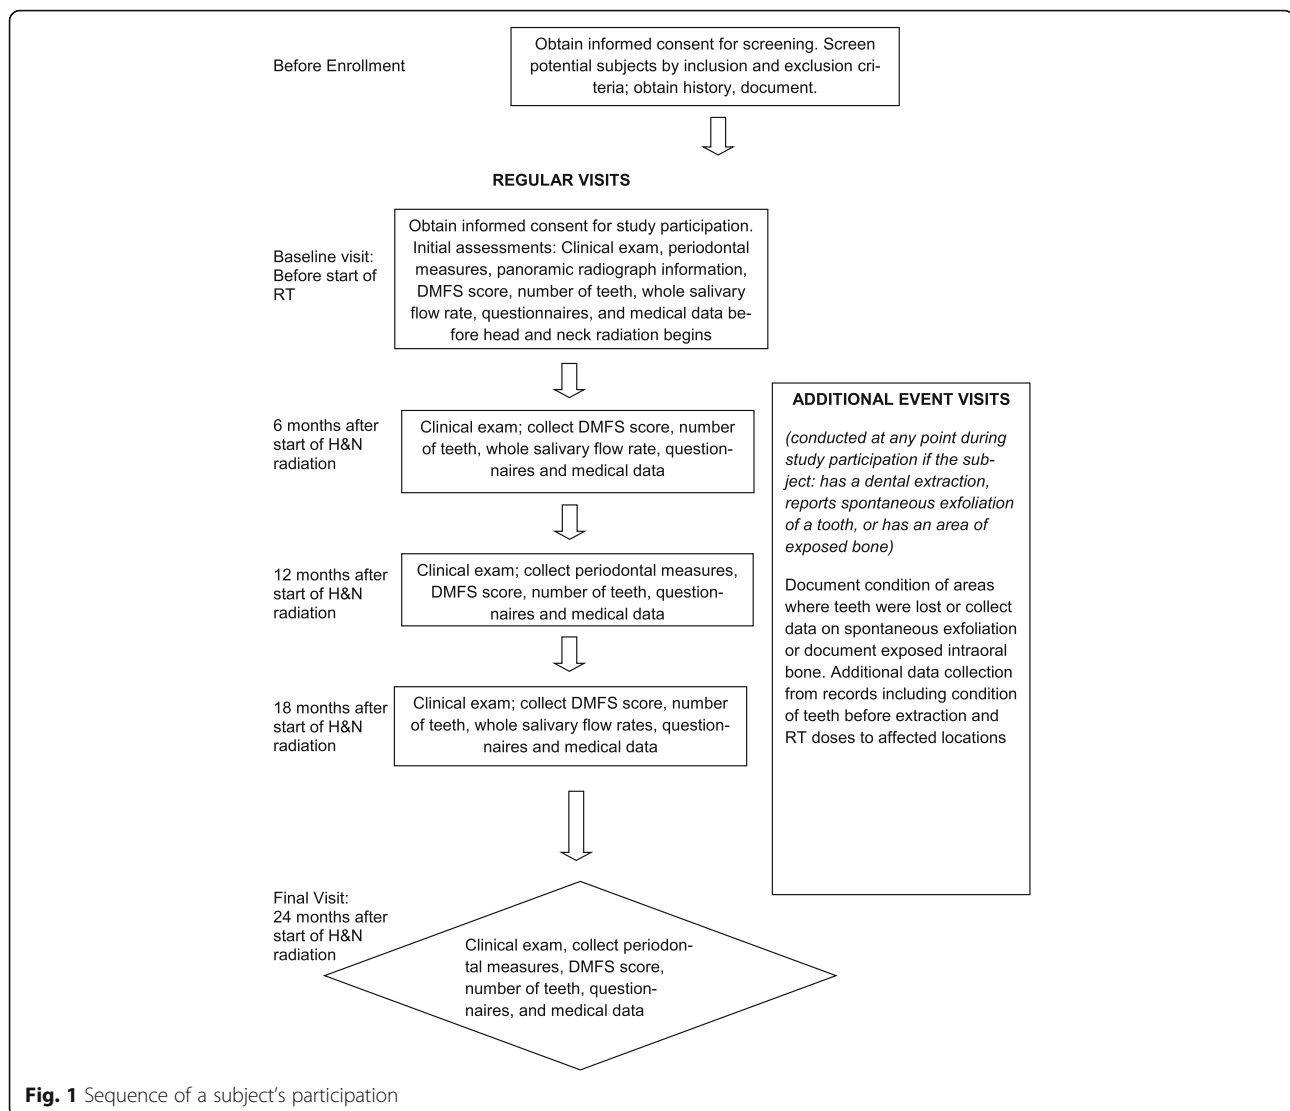 Before Enrollment
Obtain informed consent for screening. Screen
potential subjects by inclusion and exclusion cri-
teria; obtain history, document.
REGULAR VISITS
Baseline visit:
Before start of
RT
Obtain informed consent for study participation.
Initial assessments: Clinical exam, periodontal
measures, panoramic radiograph information,
DMFS score, number of teeth, whole salivary
flow rate, questionnaires, and medical data be-
fore head and neck radiation begins
6 months after
start of H&N
radiation
Clinical exam; collect DMFS score, number
of teeth, whole salivary flow rate, question-
naires and medical data
12 months after
start of H&N
radiation
Clinical exam; collect periodontal measures,
DMFS score, number of teeth, question-
naires and medical data
18 months after
start of H&N
radiation
Clinical exam; collect DMFS score, number
of teeth, whole salivary flow rates, question-
naires and medical data
Final Visit:
24 months after
start of H&N
radiation
Clinical exam, collect periodon-
tal measures, DMFS score,
number of teeth, question-
naires, and medical data
ADDITIONAL EVENT VISITS
(conducted at any point during
study participation if the sub-
ject: has a dental extraction,
reports spontaneous exfoliation
of a tooth, or has an area of
exposed bone)
Document condition of areas
where teeth were lost or collect
data on spontaneous exfoliation
or document exposed intraoral
bone. Additional data collection
from records including condition
of teeth before extraction and
RT doses to affected locations
Fig. 1 Sequence of a subject's participation